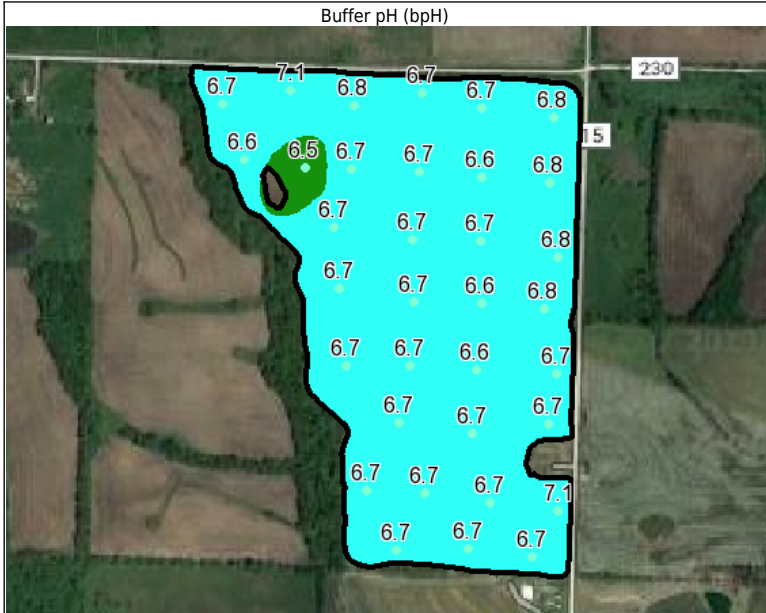 Buffer pH (bpH)
230
6.7 7.1 6.8 6.7 6.7 6.8
15
6.6 6.5 6.7 6.7 6.6 6.8
6.7 6.7 6.7 6.8
6.7 6.7 6.6 6.8
6.7 6.7 6.6 6.7
6.7 6.7 6.7
6.7 6.7 6.7 7.1
6.7 6.7 6.7